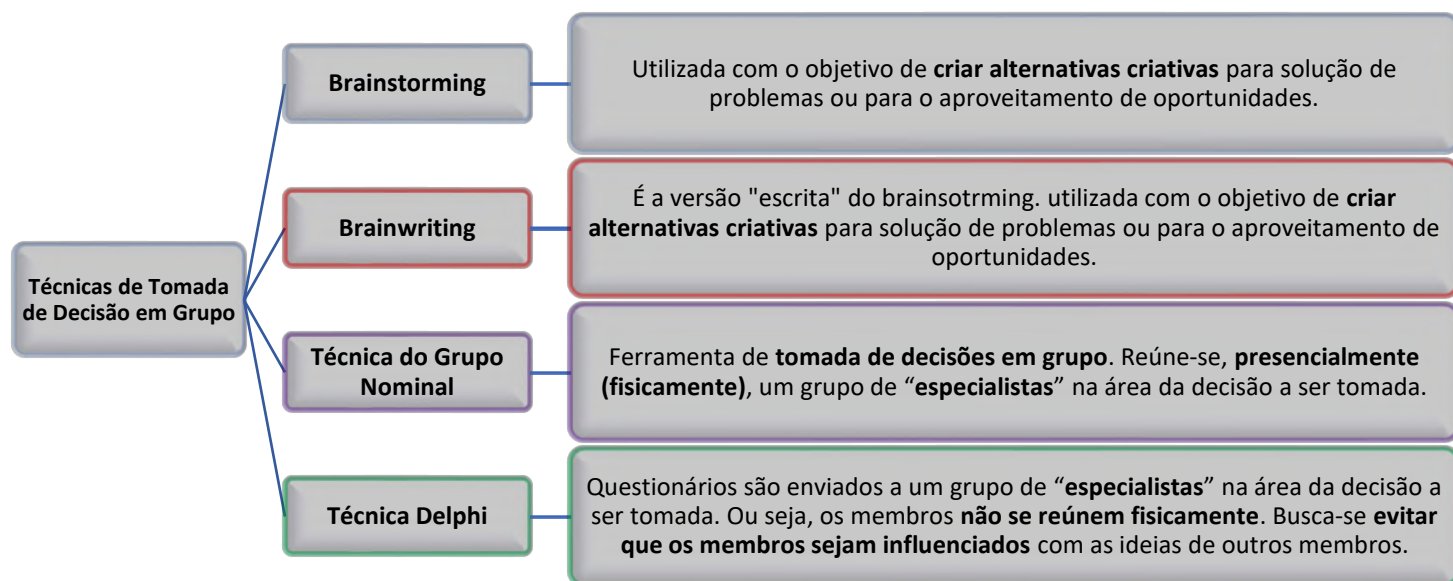 Brainstorming
Utilizada com o objetivo de criar alternativas criativas para solução de
problemas ou para o aproveitamento de oportunidades.
Brainwriting
É a versão "escrita" do brainsotrming. utilizada com o objetivo de criar
alternativas criativas para solução de problemas ou para o aproveitamento de
oportunidades.
Técnicas de Tomada
de Decisão em Grupo
Técnica do Grupo
Nominal
Ferramenta de tomada de decisões em grupo. Reúne-se, presencialmente
(fisicamente), um grupo de “especialistas” na área da decisão a ser tomada.
Técnica Delphi
Questionários são enviados a um grupo de “especialistas” na área da decisão a
ser tomada. Ou seja, os membros não se reúnem fisicamente. Busca-se evitar
que os membros sejam influenciados com as ideias de outros membros.